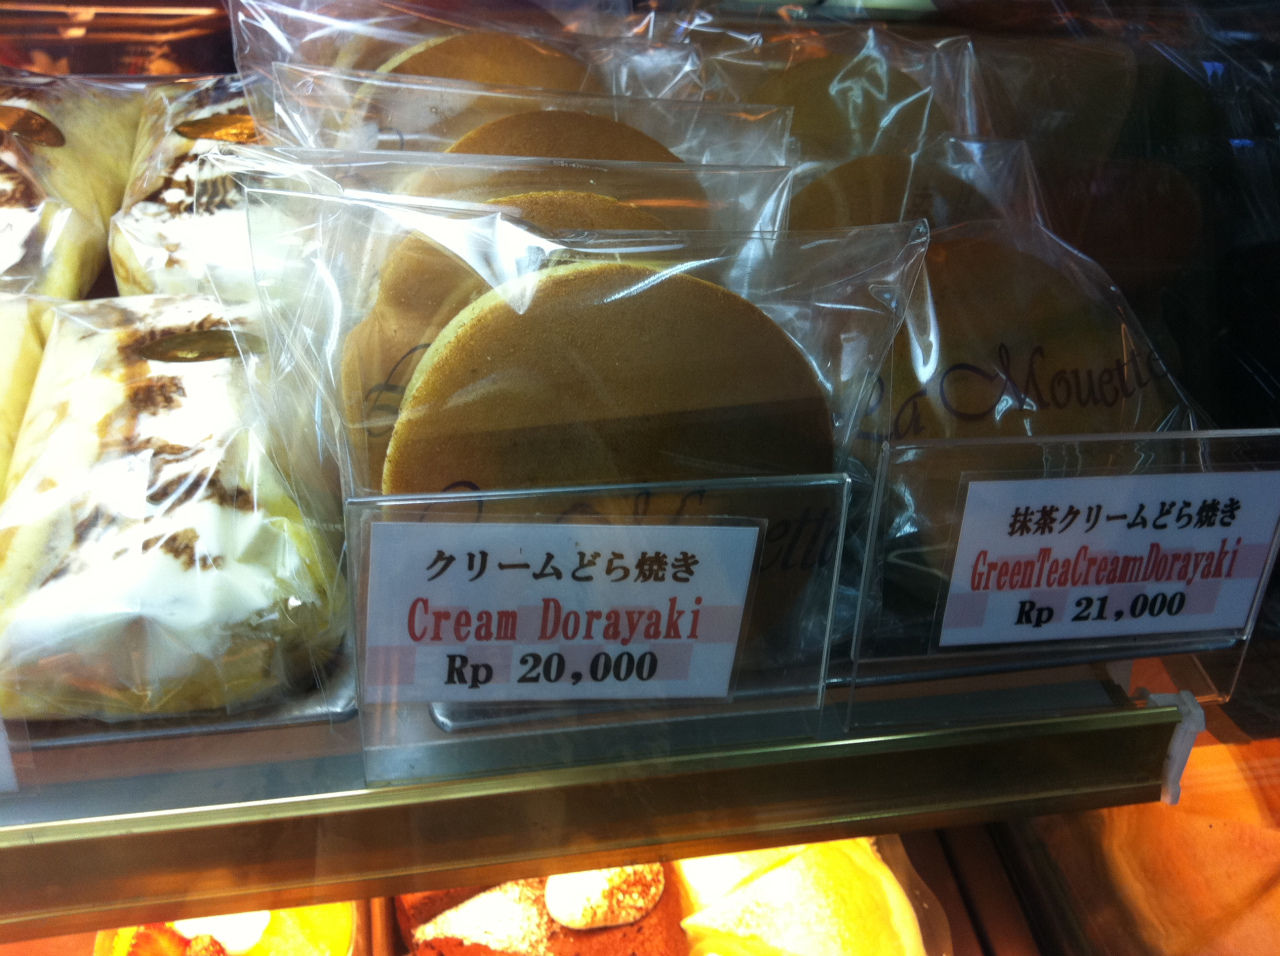 La Mouette
クリームどら焼き
Cream Dorayaki
Rp 20,000
抹茶クリームどら焼き
GreenTeaCreamDorayaki
Rp 21,000